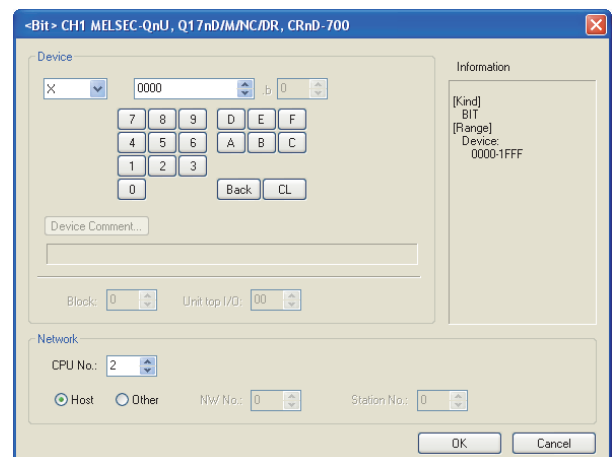 <Bit> CH1 MELSEC-QnU, Q17nD/M/NC/DR, CRnD-700
Device
X 0000 .b 0
7 8 9 D E F
4 5 6 A B C
1 2 3
0 Back CL
Device Comment...
Block: 0 Unit top I/O: 00
Information
[Kind]
BIT
[Range]
Device:
0000-1FFF
Network
CPU No.: 2
Host Other NW No.: 0 Station No.: 0
OK Cancel